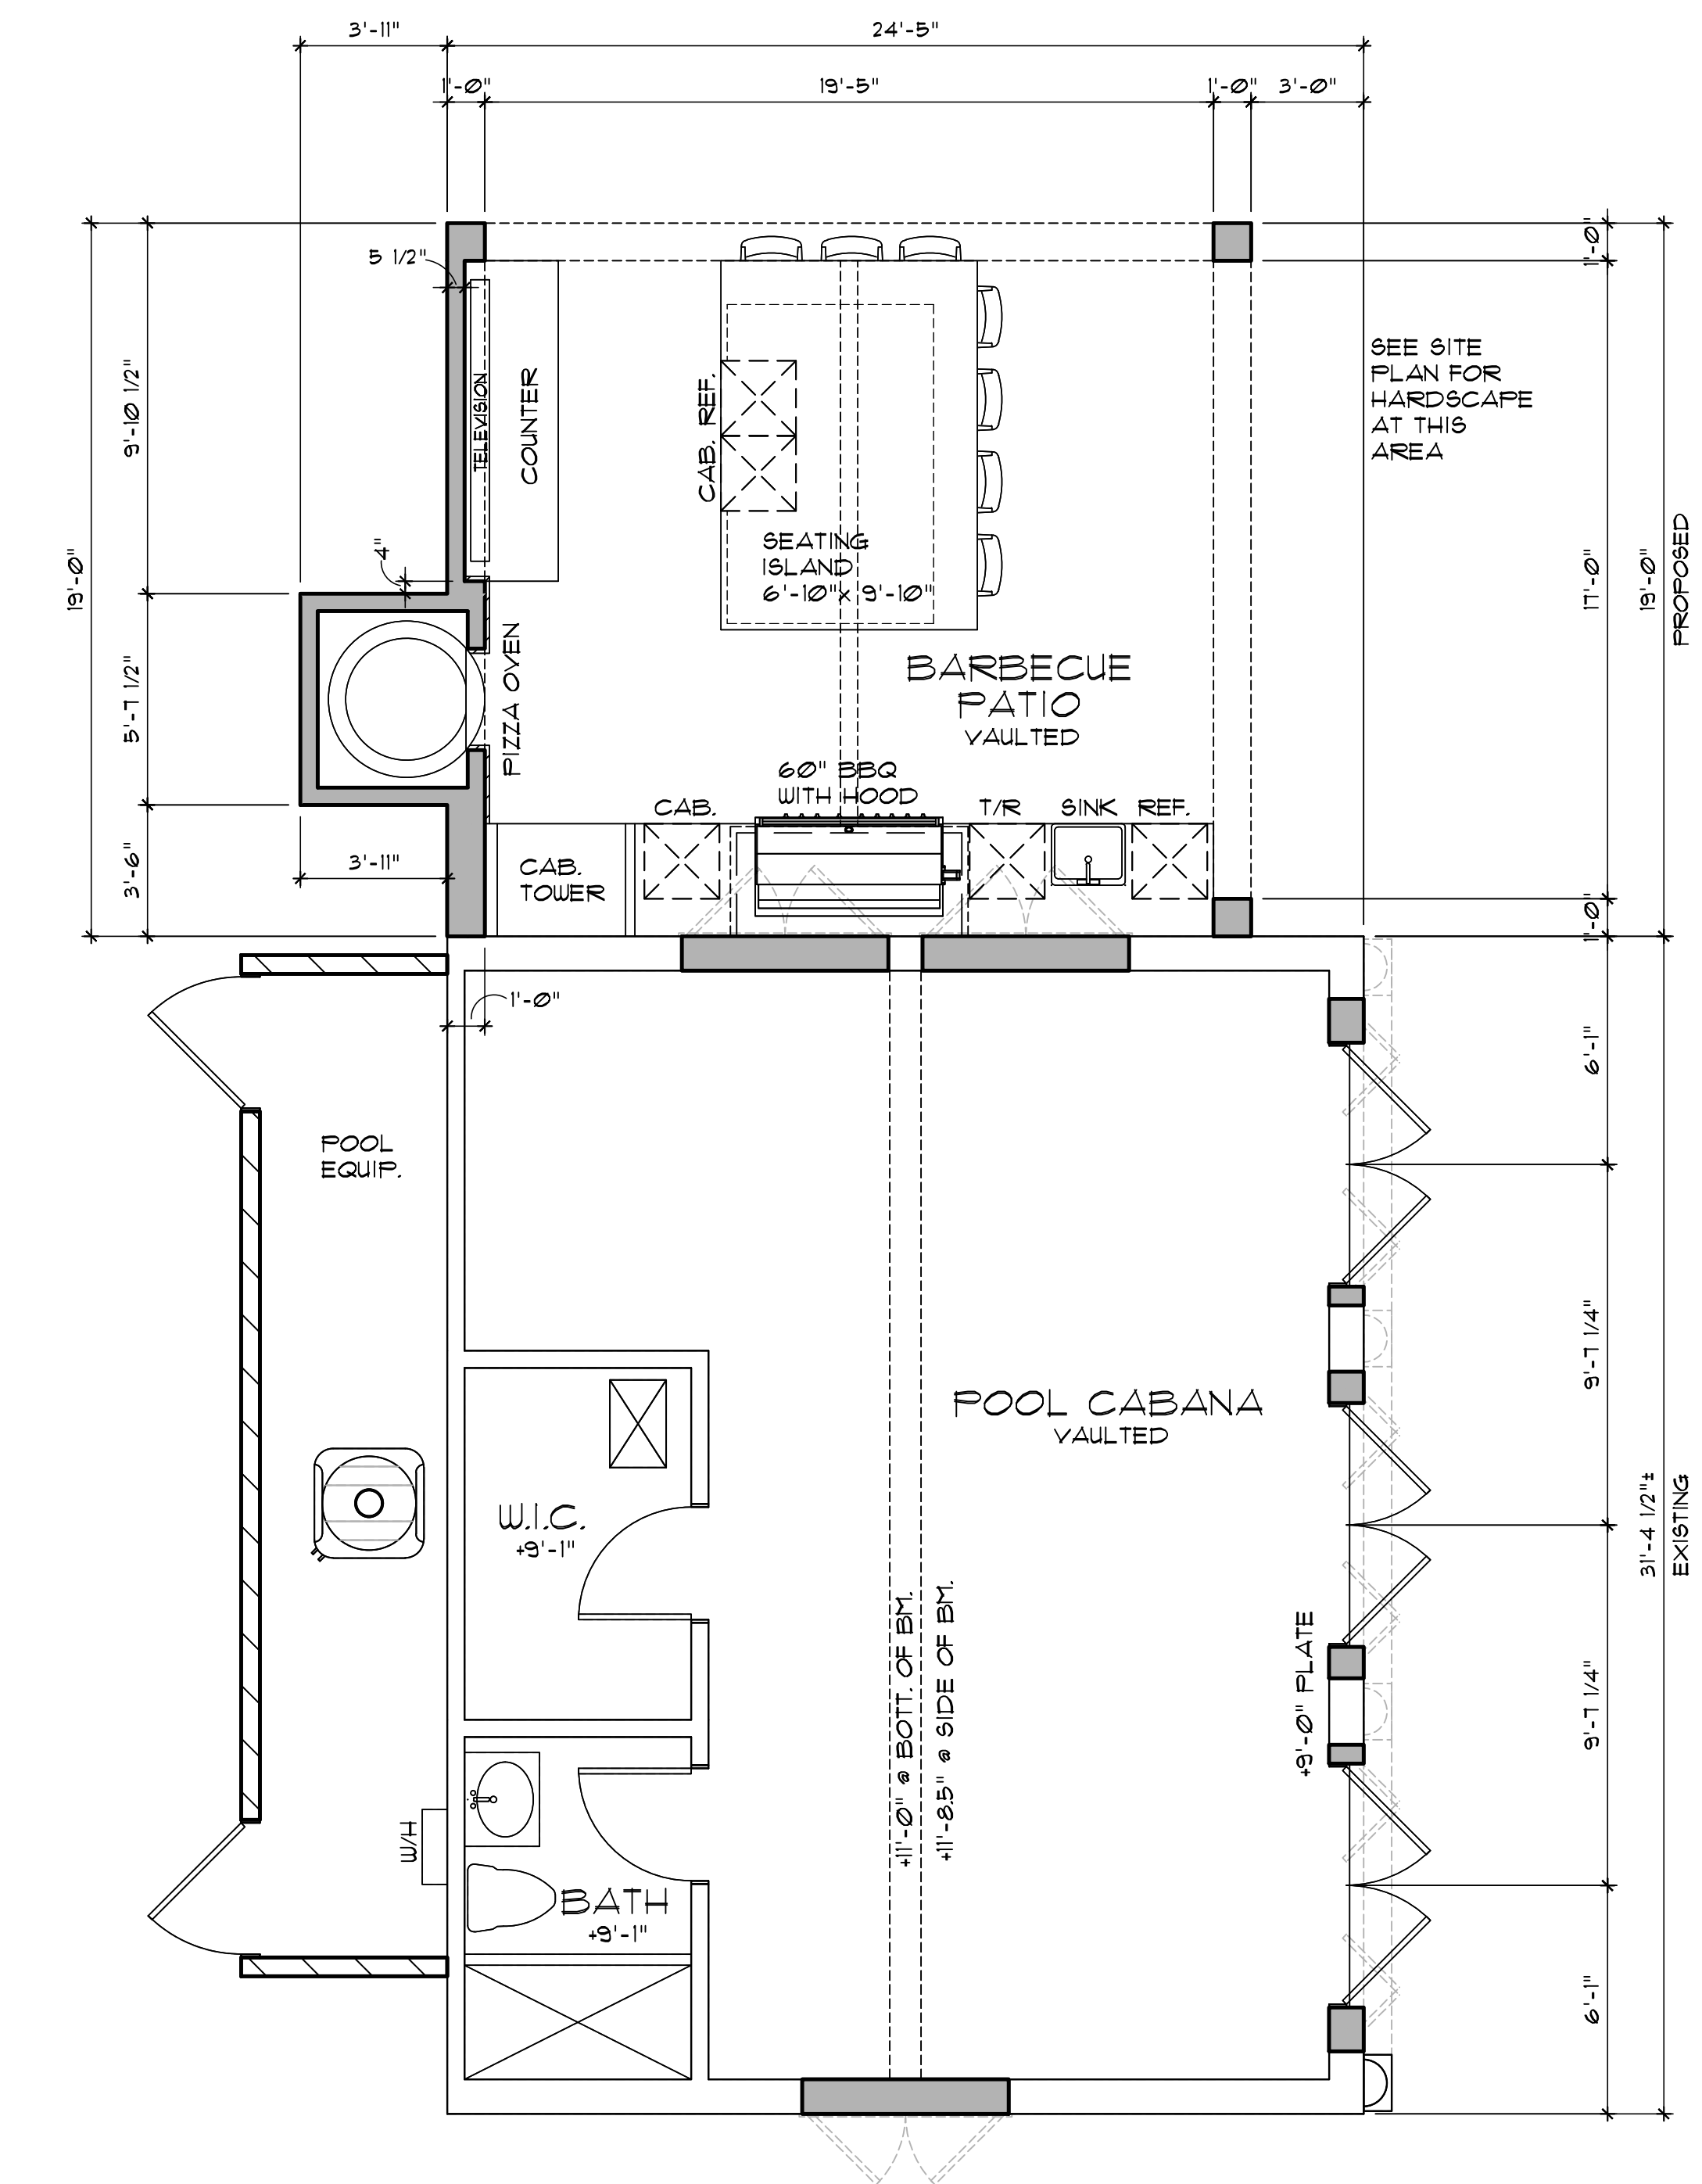 3'-11"
24'-5"
1'-0"
19'-5"
1'-0"
3'-0"
5 1/2"
1'-0"
SEE SITE
PLAN FOR
HARDSCAPE
AT THIS
AREA
TELEVISION
COUNTER
CAB. REF.
9'-10 1/2"
19'-0"
4"
SEATING
ISLAND
6'-10"x 9'-10"
17'-0"
19'-0"
PROPOSED
5'-7 1/2"
PIZZA OVEN
BARBECUE
PATIO
VAULTED
60" BBQ
WITH HOOD
CAB.
T/R
SINK
REF.
3'-6"
3'-11"
CAB.
TOWER
1'-0"
1'-0"
6'-1"
POOL
EQUIP.
9'-7 1/4"
POOL CABANA
VAULTED
W.I.C.
+9'-1"
31'-4 1/2"±
EXISTING
+11'-0" @ BOTT. OF BM.
+11'-8.5" @ SIDE OF BM.
+9'-0" PLATE
9'-7 1/4"
W/H
BATH
+9'-1"
6'-1"